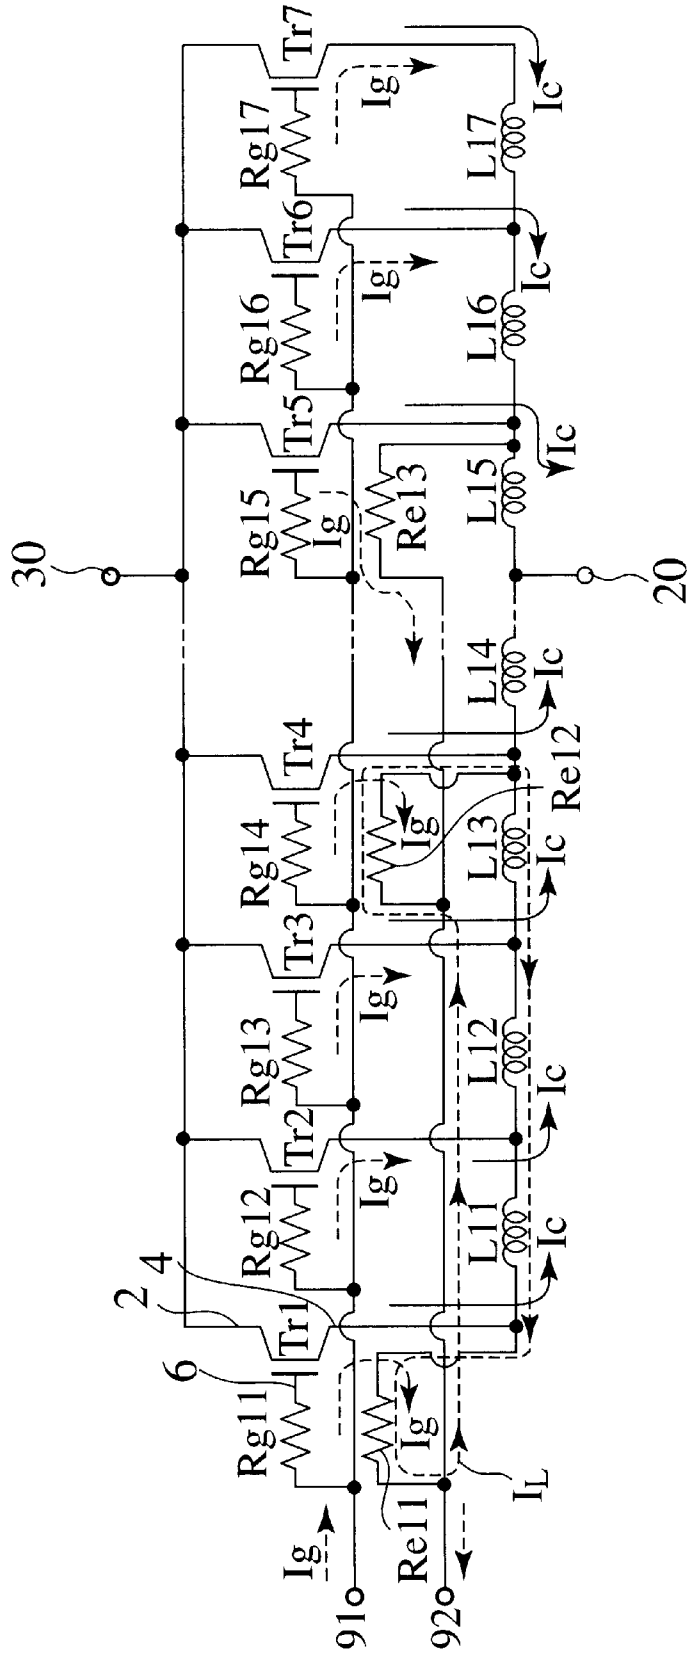 30
Tr7
Rg17
Ig
Ic
L17
Tr6
Rg16
Ig
Ic
L16
Tr5
Rg15
Ig
Re13
Ic
L15
20
L14
Ic
Tr4
Rg14
Ig
Re12
L13
Ic
Tr3
Rg13
Ig
L12
Ic
Tr2
Rg12
Ig
L11
Ic
2
4
Tr1
6
Rg11
Ig
Re11
IL
Ig
91
92